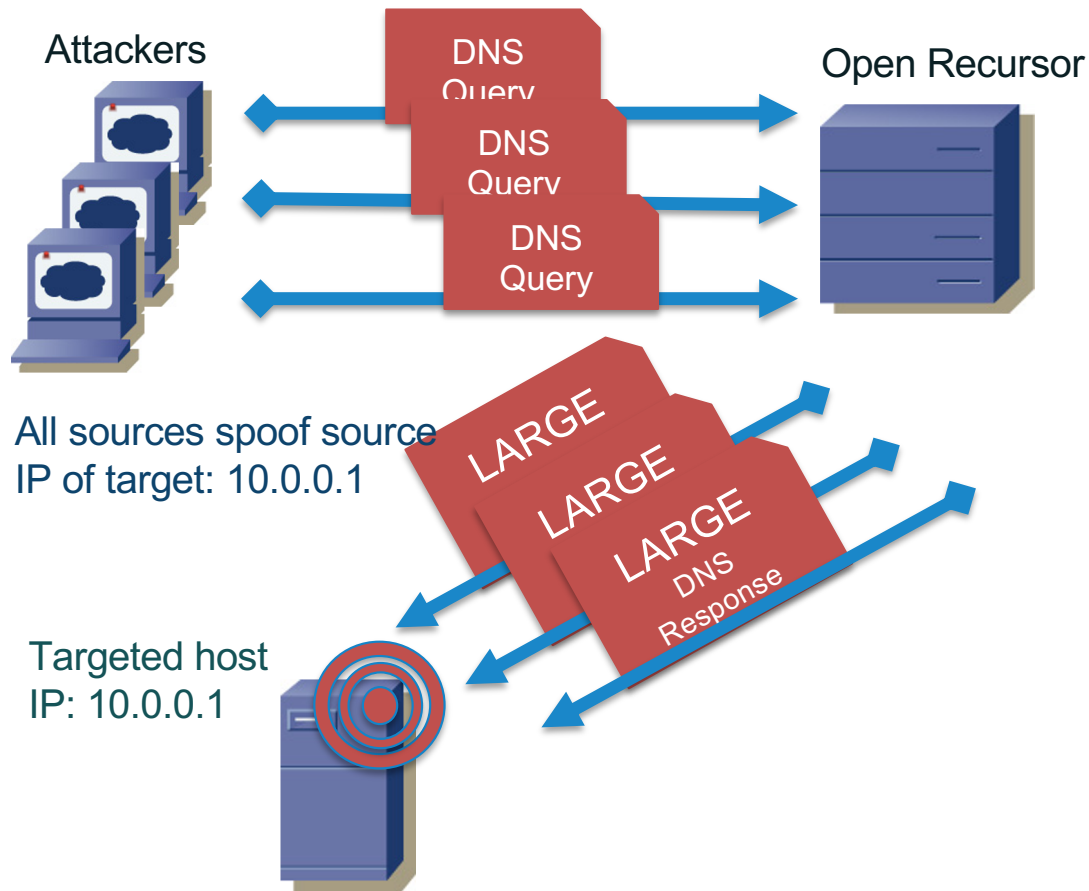 Attackers
Open Recursor
DNS
Query
DNS
Query
DNS
Query
All sources spoof source
IP of target: 10.0.0.1
LARGE
LARGE
LARGE
DNS
Response
Targeted host
IP: 10.0.0.1